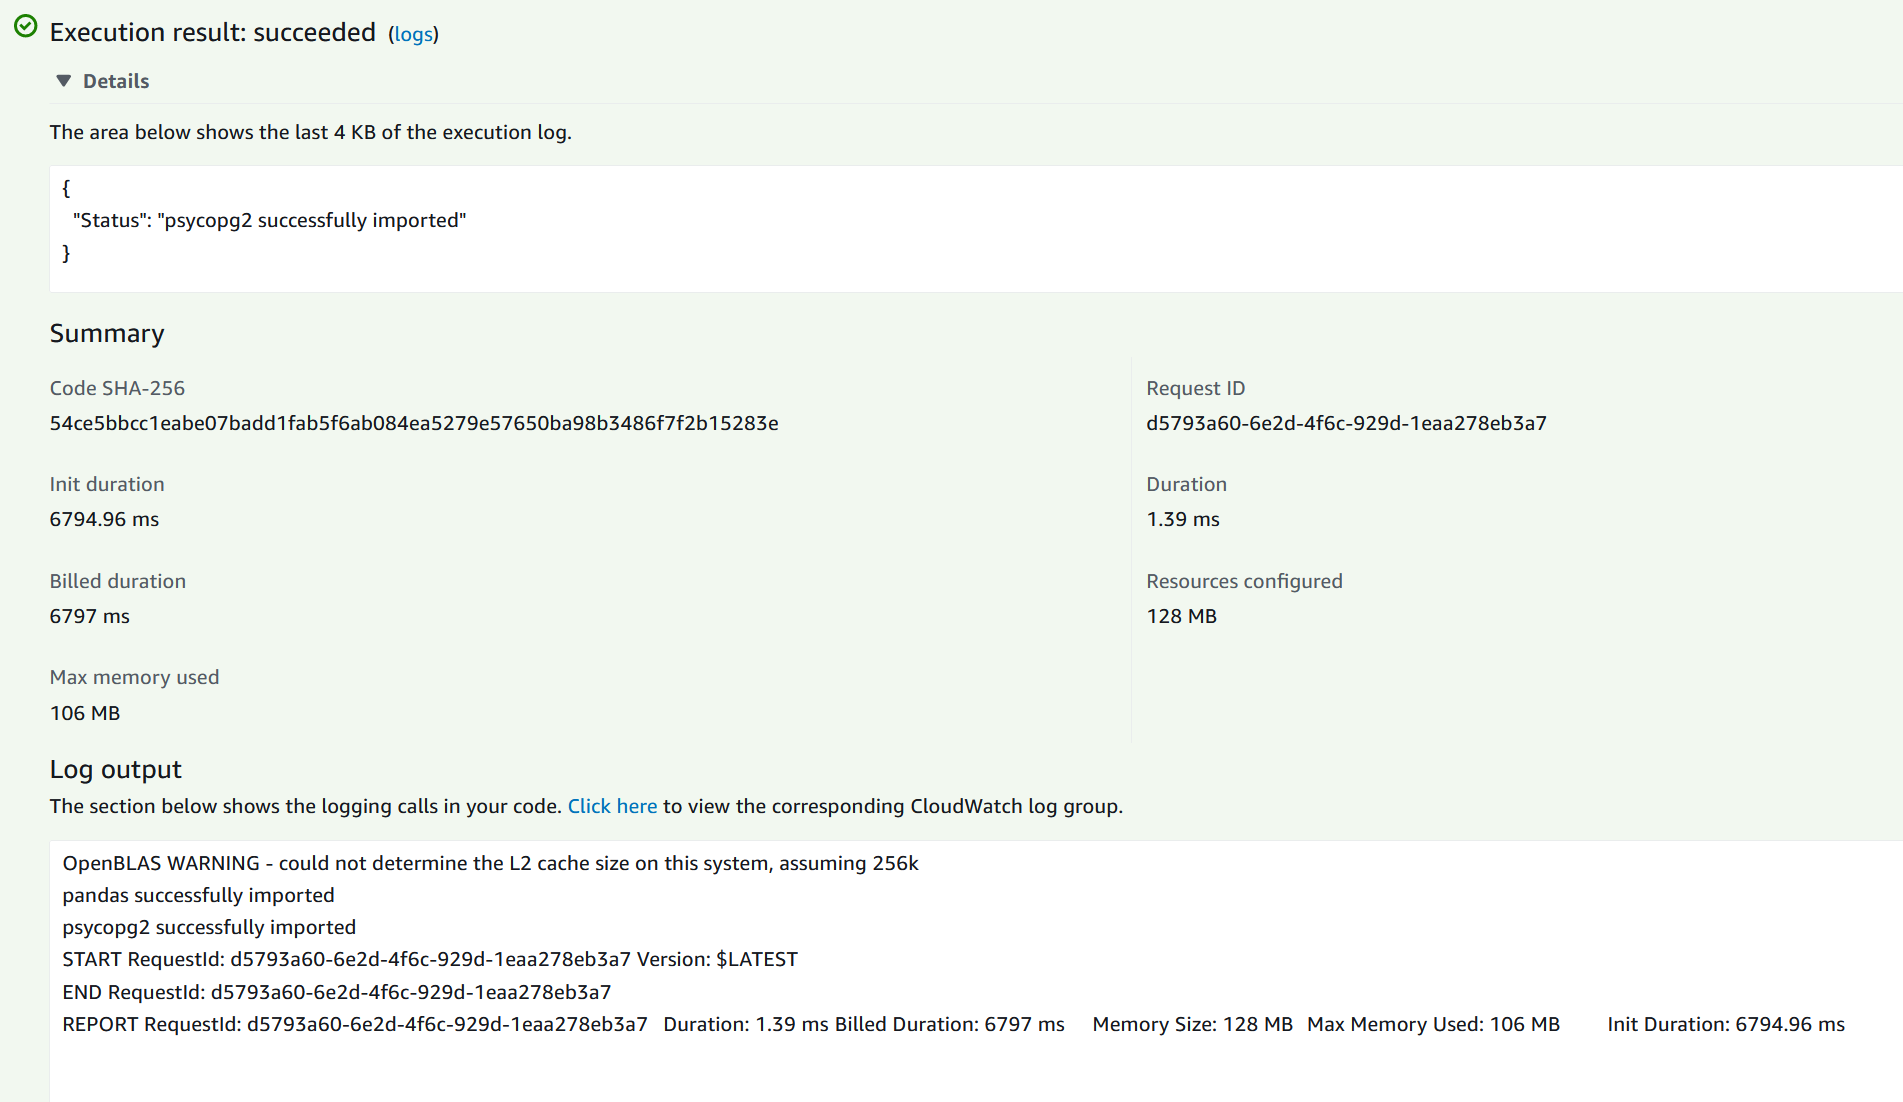 Execution result: succeeded (logs)
Details
The area below shows the last 4 KB of the execution log.
{
"Status": "psycopg2 successfully imported"
}
Summary
Code SHA-256
54ce5bbcc1eabe07badd1fab5f6ab084ea5279e57650ba98b3486f7f2b15283e
Request ID
d5793a60-6e2d-4f6c-929d-1eaa278eb3a7
Init duration
6794.96 ms
Duration
1.39 ms
Billed duration
6797 ms
Resources configured
128 MB
Max memory used
106 MB
Log output
The section below shows the logging calls in your code. Click here to view the corresponding CloudWatch log group.
OpenBLAS WARNING - could not determine the L2 cache size on this system, assuming 256k
pandas successfully imported
psycopg2 successfully imported
START RequestId: d5793a60-6e2d-4f6c-929d-1eaa278eb3a7 Version: $LATEST
END RequestId: d5793a60-6e2d-4f6c-929d-1eaa278eb3a7
REPORT RequestId: d5793a60-6e2d-4f6c-929d-1eaa278eb3a7 Duration: 1.39 ms Billed Duration: 6797 ms Memory Size: 128 MB Max Memory Used: 106 MB Init Duration: 6794.96 ms